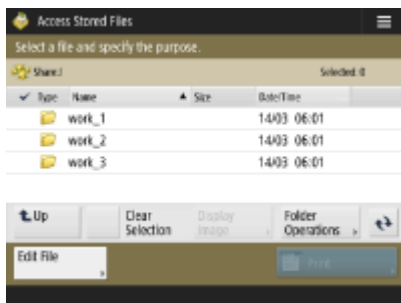 Access Stored Files
Select a file and specify the purpose.
Share:/ Selected: 0
Type Name Size Date/Time
work_1 14/03 06:01
work_2 14/03 06:01
work_3 14/03 06:01
Up Clear Selection Display Image Folder Operations
Edit File Print